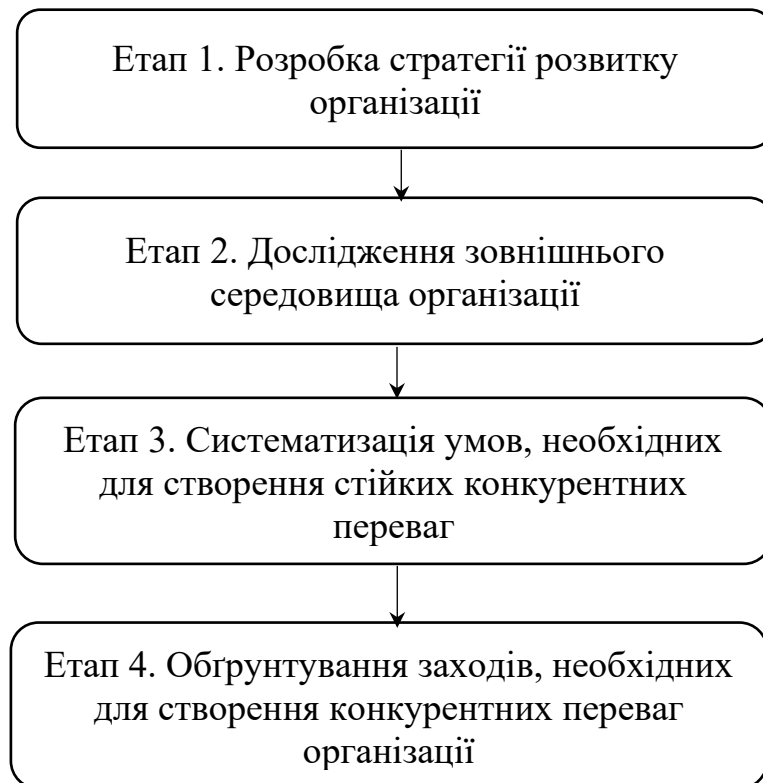 Етап 1. Розробка стратегії розвитку
організації
Етап 2. Дослідження зовнішнього
середовища організації
Етап 3. Систематизація умов, необхідних
для створення стійких конкурентних
переваг
Етап 4. Обґрунтування заходів, необхідних
для створення конкурентних переваг
організації